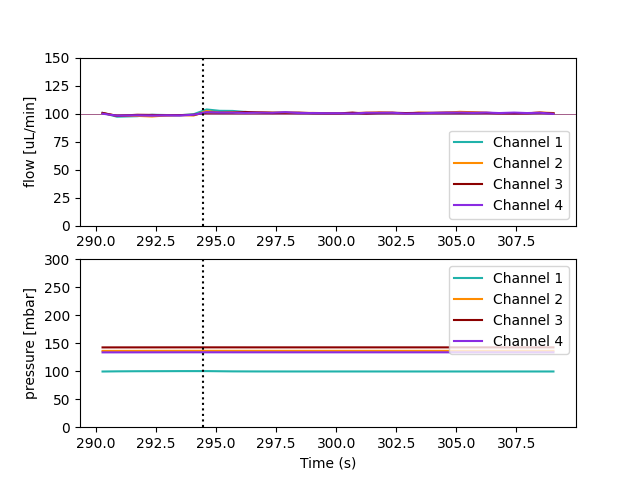 150
125
100
75
50
25
0
flow [uL/min]
Channel 1
Channel 2
Channel 3
Channel 4
290.0 292.5 295.0 297.5 300.0 302.5 305.0 307.5
300
250
200
150
100
50
0
pressure [mbar]
Channel 1
Channel 2
Channel 3
Channel 4
290.0 292.5 295.0 297.5 300.0 302.5 305.0 307.5
Time (s)